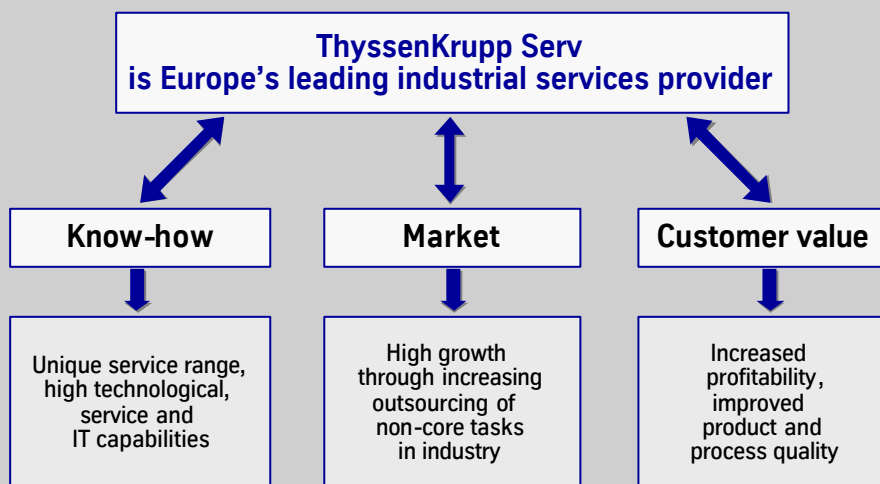 ThyssenKrupp Serv
is Europe's leading industrial services provider
Know-how
Market
Customer value
Unique service range,
high technological,
service and
IT capabilities
High growth
through increasing
outsourcing of
non-core tasks
in industry
Increased
profitability,
improved
product and
process quality